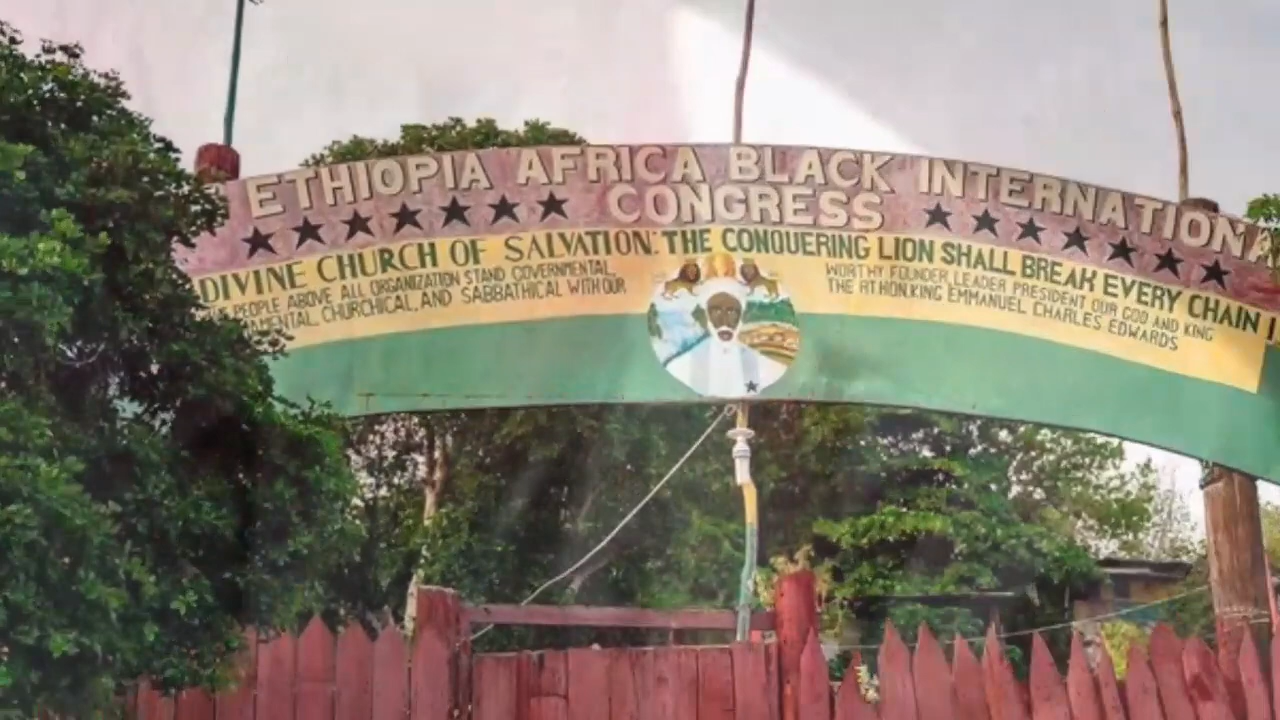 ETHIOPIA AFRICA BLACK INTERNATIONA
CONGRESS
DIVINE CHURCH OF SALVATION: THE CONQUERING LION SHALL BREAK EVERY CHAIN
PEOPLE ABOVE ALL ORGANIZATION STAND GOVERNMENTAL,
CHURCHICAL, AND SABBATHICAL WITH OUR
WORTHY FOUNDER LEADER PRESIDENT OUR GOD AND KING
THE RT HON. KING EMMANUEL CHARLES EDWARDS